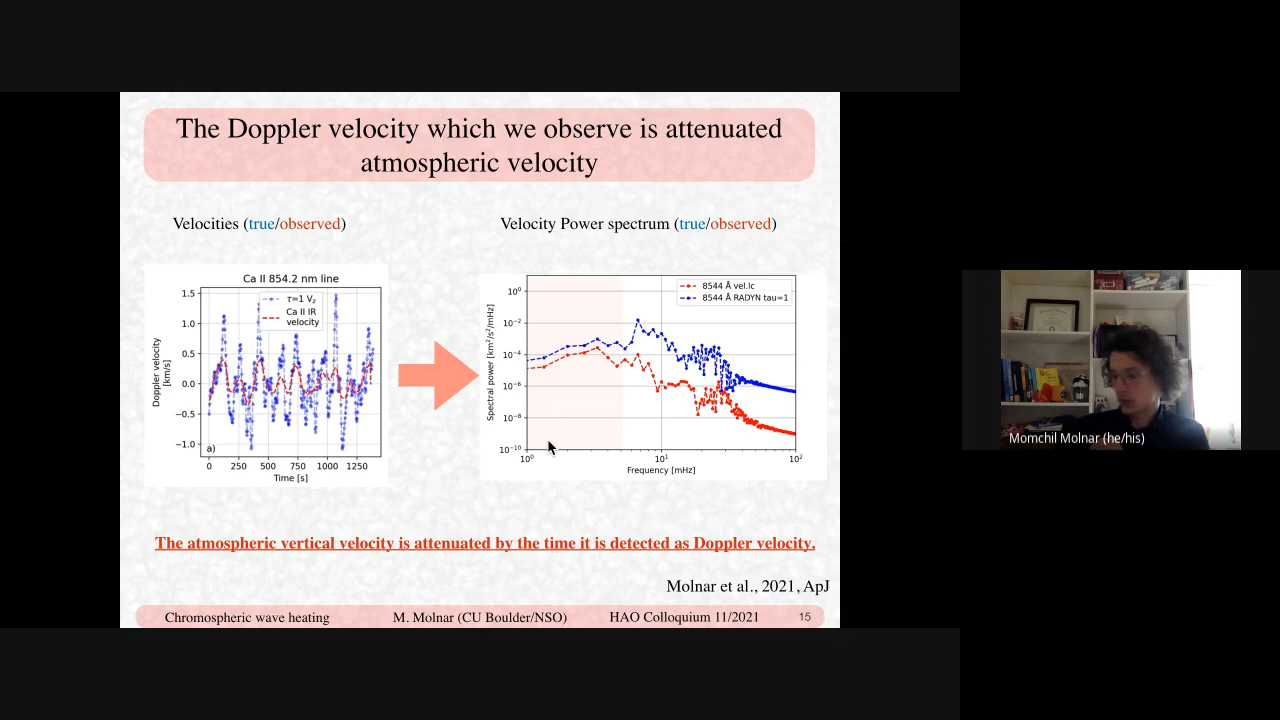 The Doppler velocity which we observe is attenuated
atmospheric velocity
Velocities (true/observed)
Velocity Power spectrum (true/observed)
Ca II 854.2 nm line
τ=1 V_z
Ca II IR
velocity
Doppler velocity
[km/s]
1.5
1.0
0.5
0.0
−0.5
−1.0
a)
0 250 500 750 1000 1250
Time [s]
8544 Å vel.lc
8544 Å RADYN tau=1
Spectral power [km²/s²/mHz]
10⁰
10⁻²
10⁻⁴
10⁻⁶
10⁻⁸
10⁻¹⁰
10⁰ 10¹ 10²
Frequency [mHz]
The atmospheric vertical velocity is attenuated by the time it is detected as Doppler velocity.
Molnar et al., 2021, ApJ
Chromospheric wave heating M. Molnar (CU Boulder/NSO) HAO Colloquium 11/2021 15
Momchil Molnar (he/his)